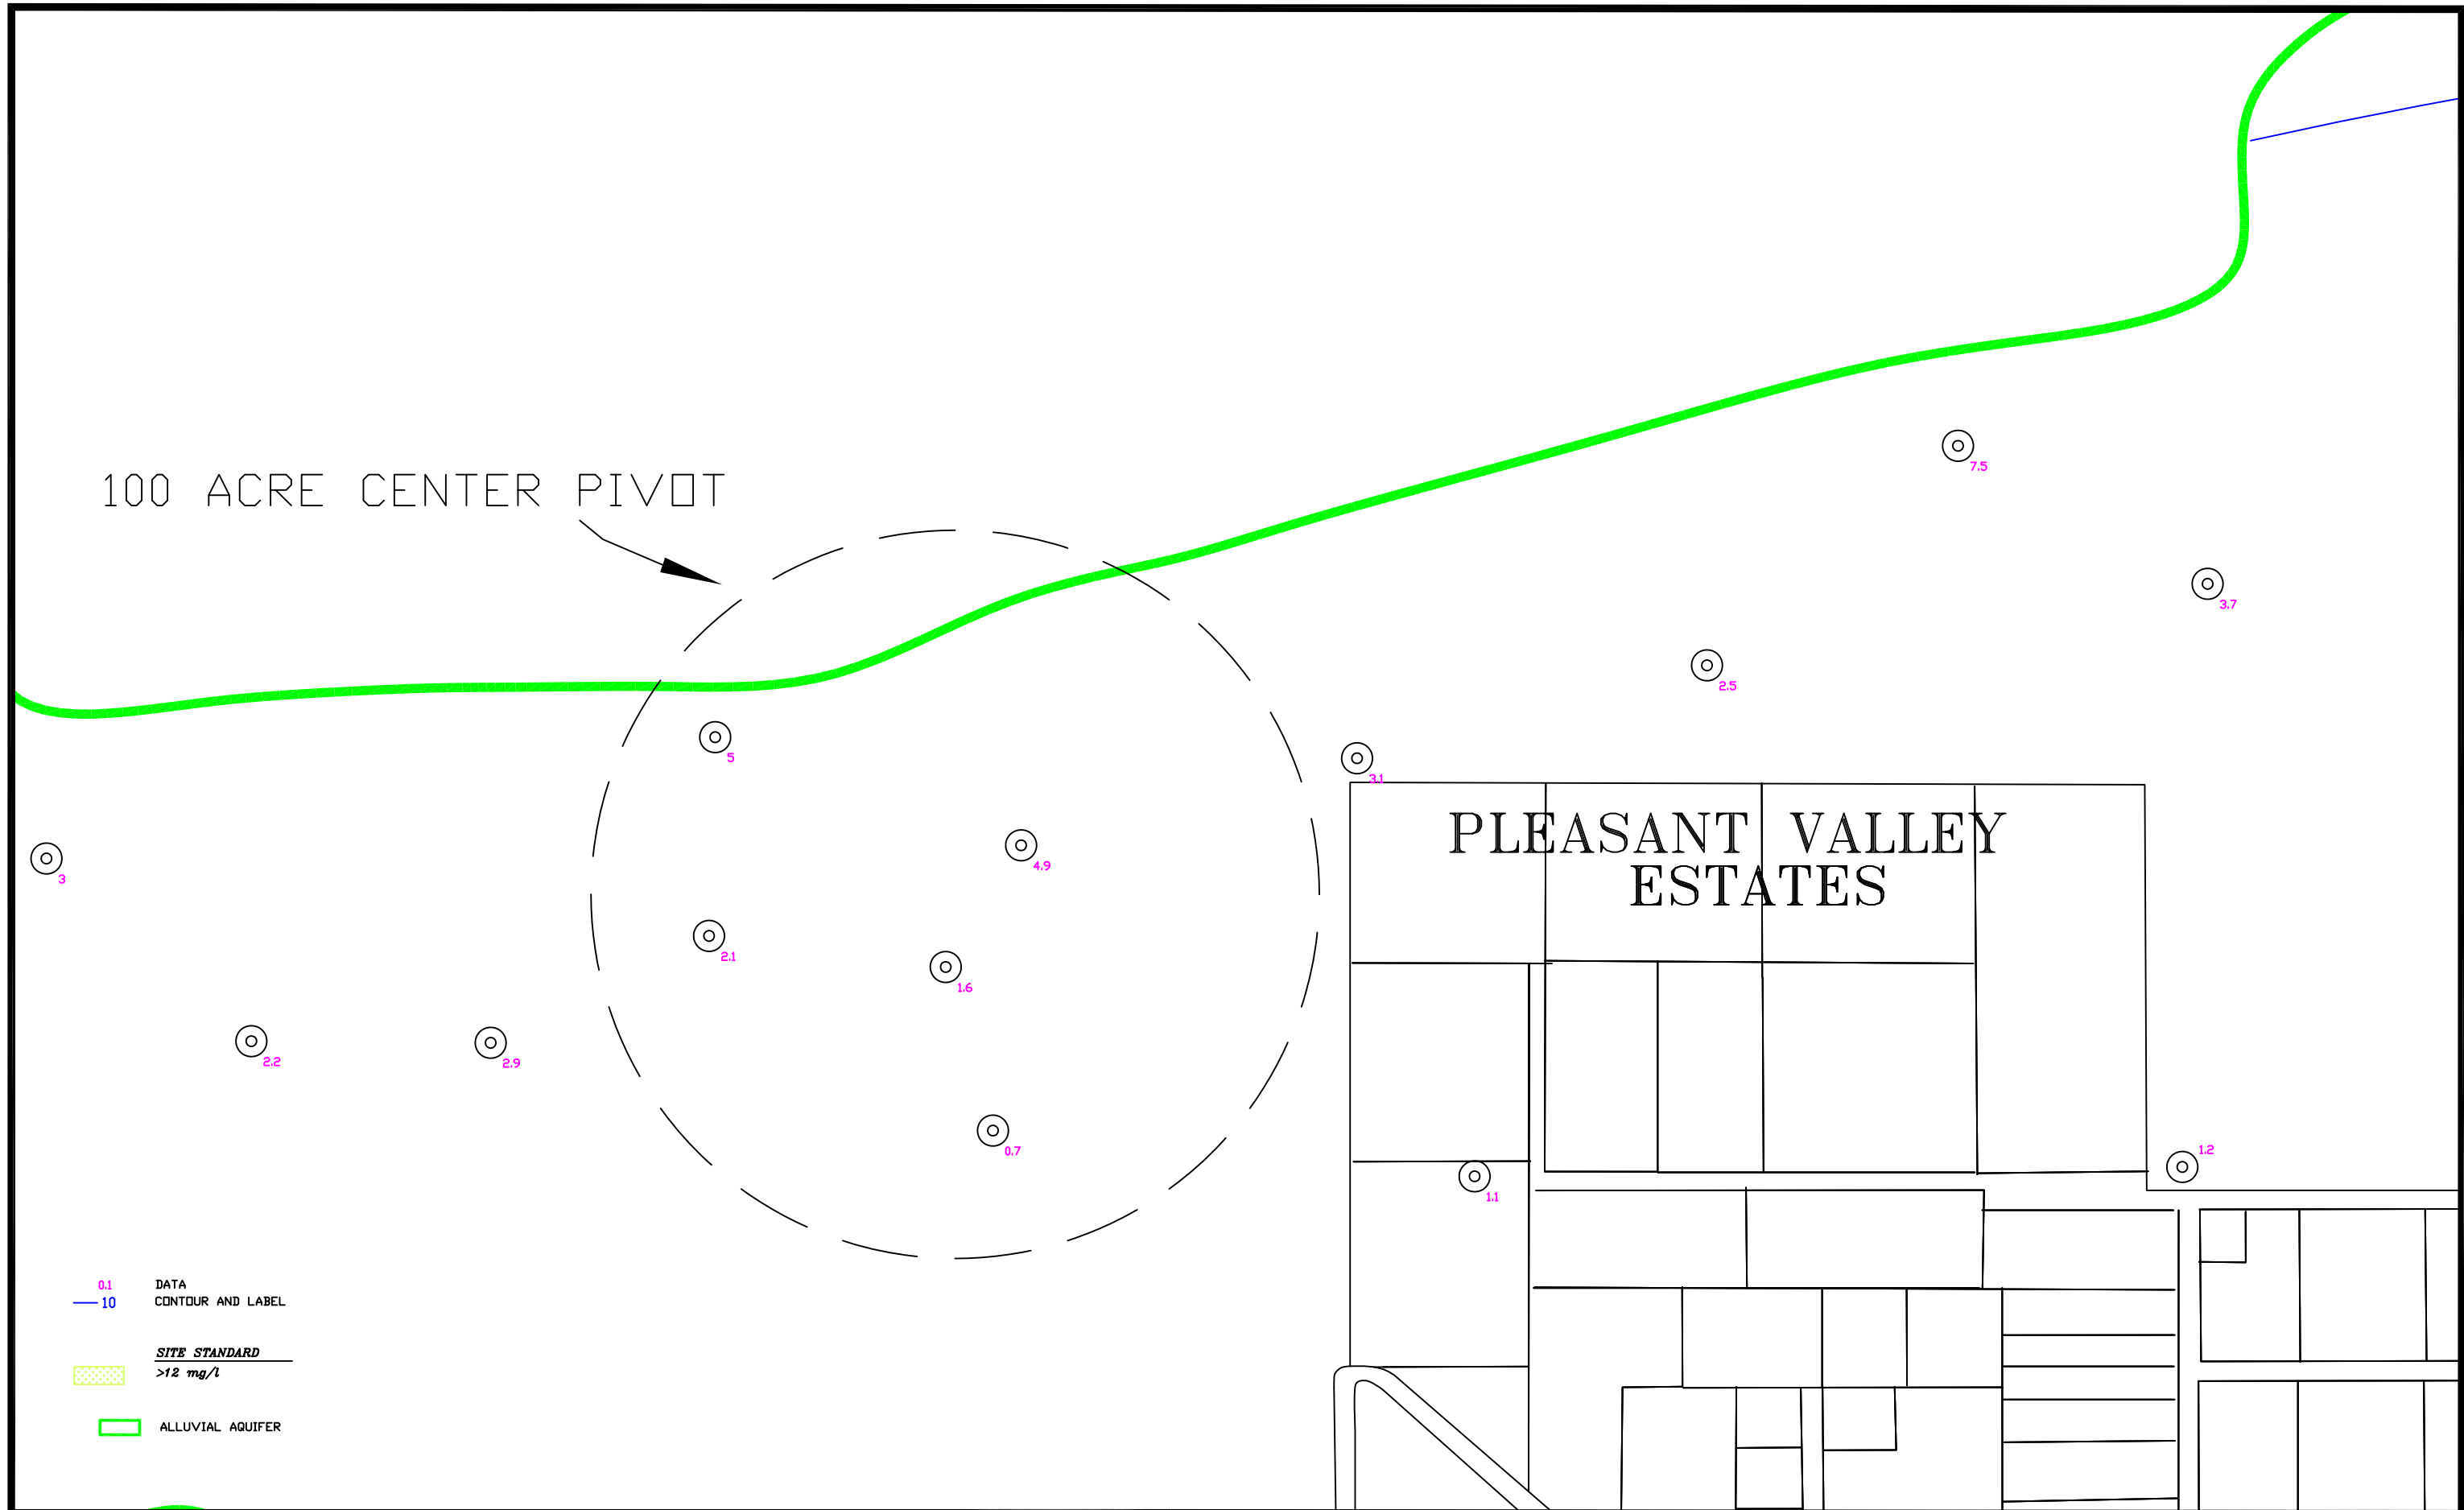 100 ACRE CENTER PIVOT
7.5
3.7
2.5
5
3.1
PLEASANT VALLEY
ESTATES
4.9
3
2.1
1.6
2.2
2.9
0.7
1.2
1.1
0.1 DATA
10 CONTOUR AND LABEL
SITE STANDARD
>12 mg/l
ALLUVIAL AQUIFER